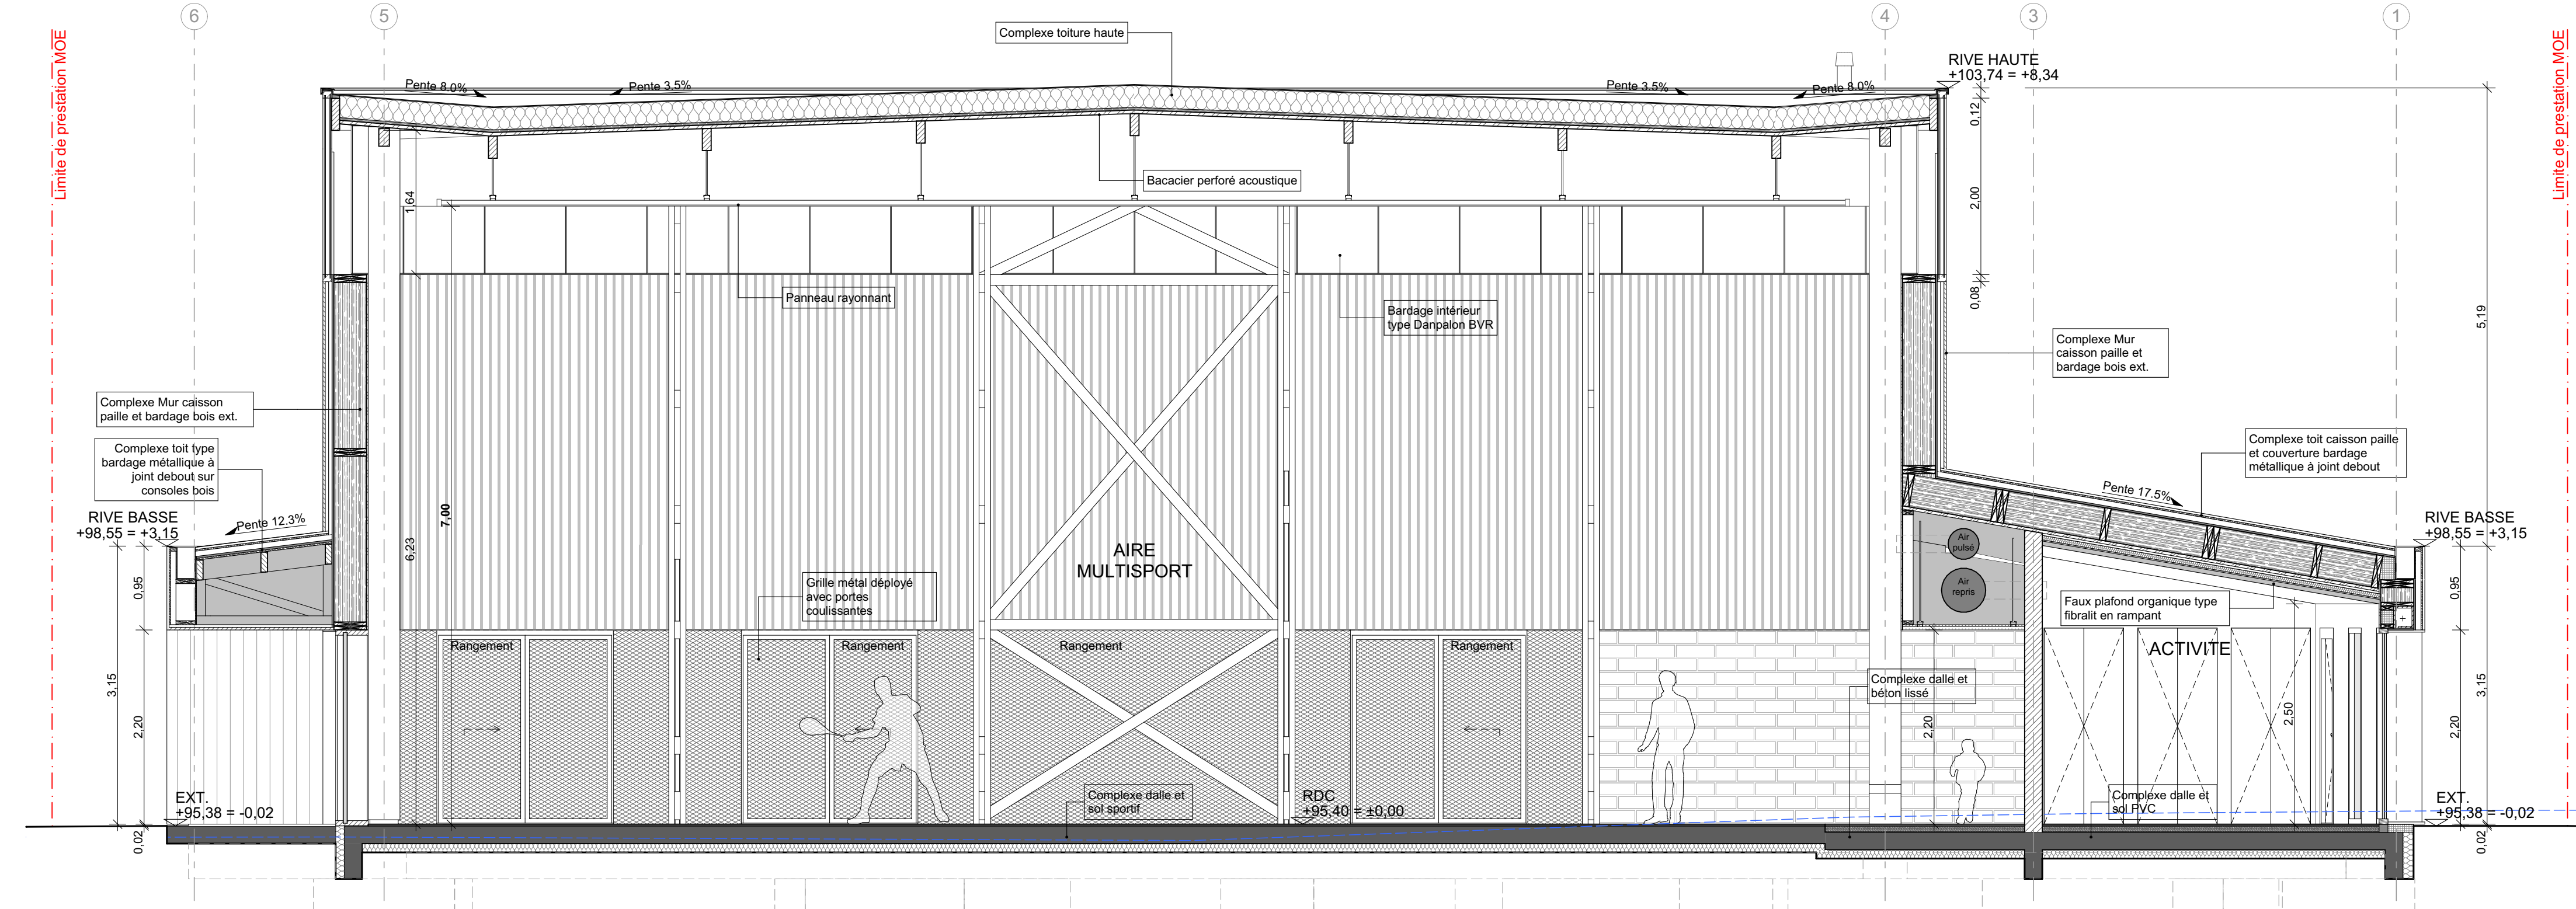 6
5
4
3
1
Limite de prestation MOE
Limite de prestation MOE
Complexe toiture haute
RIVE HAUTE
+103,74 = +8,34
Pente 8.0%
Pente 3.5%
Pente 3.5%
Pente 8.0%
0,12
Bacacier perforé acoustique
1,64
2,00
Panneau rayonnant
Bardage intérieur
type Danpalon BVR
0,08
5,19
Complexe Mur
caisson paille et
bardage bois ext.
Complexe Mur caisson
paille et bardage bois ext.
Complexe toit type
bardage métallique à
joint debout sur
consoles bois
Complexe toit caisson paille
et couverture bardage
métallique à joint debout
Pente 17.5%
7,00
6,23
RIVE BASSE
+98,55 = +3,15
Pente 12.3%
RIVE BASSE
+98,55 = +3,15
AIRE
MULTISPORT
Air
pulsé
Air
repris
0,95
0,95
Grille métal déployé
avec portes
coulissantes
Faux plafond organique type
fibralit en rampant
Rangement
Rangement
Rangement
Rangement
ACTIVITE
3,15
2,20
Complexe dalle et
béton lissé
2,20
2,50
2,20
3,15
EXT.
+95,38 = -0,02
Complexe dalle et
sol sportif
RDC
+95,40 = ±0,00
Complexe dalle et
sol PVC
EXT.
+95,38 = -0,02
0,02
0,02